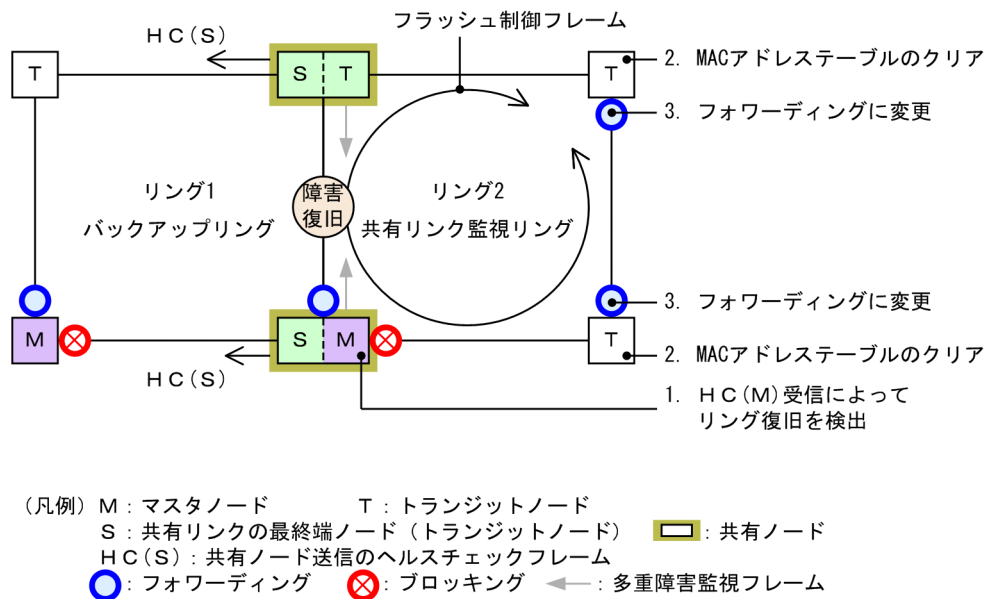 フラッシュ制御フレーム
ＨＣ(Ｓ)
Ｔ
Ｓ
Ｔ
Ｔ
2. MACアドレステーブルのクリア
3. フォワーディングに変更
リング1
バックアップリング
障害
復旧
リング2
共有リンク監視リング
3. フォワーディングに変更
Ｍ
Ｓ
Ｍ
Ｔ
2. MACアドレステーブルのクリア
ＨＣ(Ｓ)
1. ＨＣ(Ｍ)受信によって
リング復旧を検出
（凡例）Ｍ：マスタノード Ｔ：トランジットノード
Ｓ：共有リンクの最終端ノード（トランジットノード） ：共有ノード
ＨＣ(Ｓ)：共有ノード送信のヘルスチェックフレーム
：フォワーディング ：ブロッキング ：多重障害監視フレーム